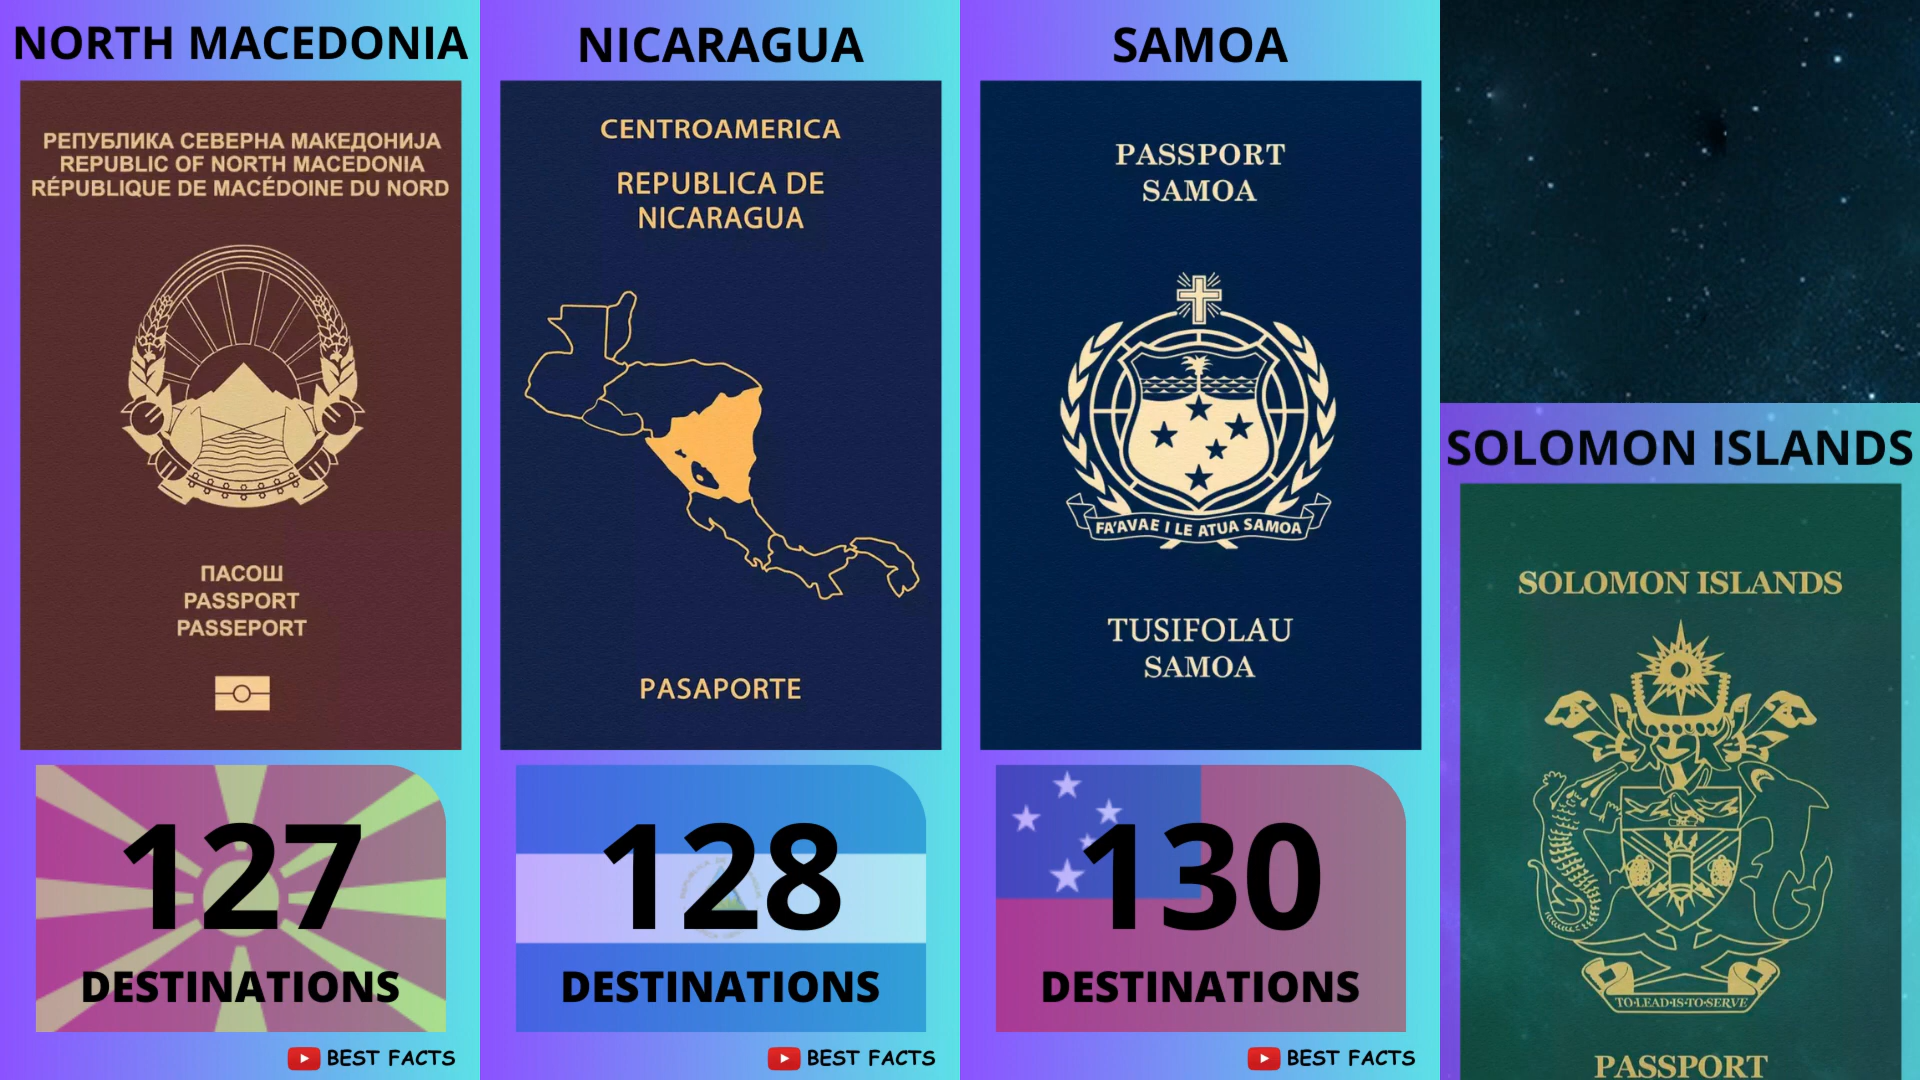 NORTH MACEDONIA
РЕПУБЛИКА СЕВЕРНА МАКЕДОНИЈА
REPUBLIC OF NORTH MACEDONIA
RÉPUBLIQUE DE MACÉDOINE DU NORD
ПАСОШ
PASSPORT
PASSEPORT
127
DESTINATIONS
BEST FACTS
NICARAGUA
CENTROAMERICA
REPUBLICA DE
NICARAGUA
PASAPORTE
128
DESTINATIONS
BEST FACTS
SAMOA
PASSPORT
SAMOA
FA'AVAE I LE ATUA SAMOA
TUSIFOLAU
SAMOA
130
DESTINATIONS
BEST FACTS
SOLOMON ISLANDS
SOLOMON ISLANDS
TO·LEAD·IS·TO·SERVE
PASSPORT